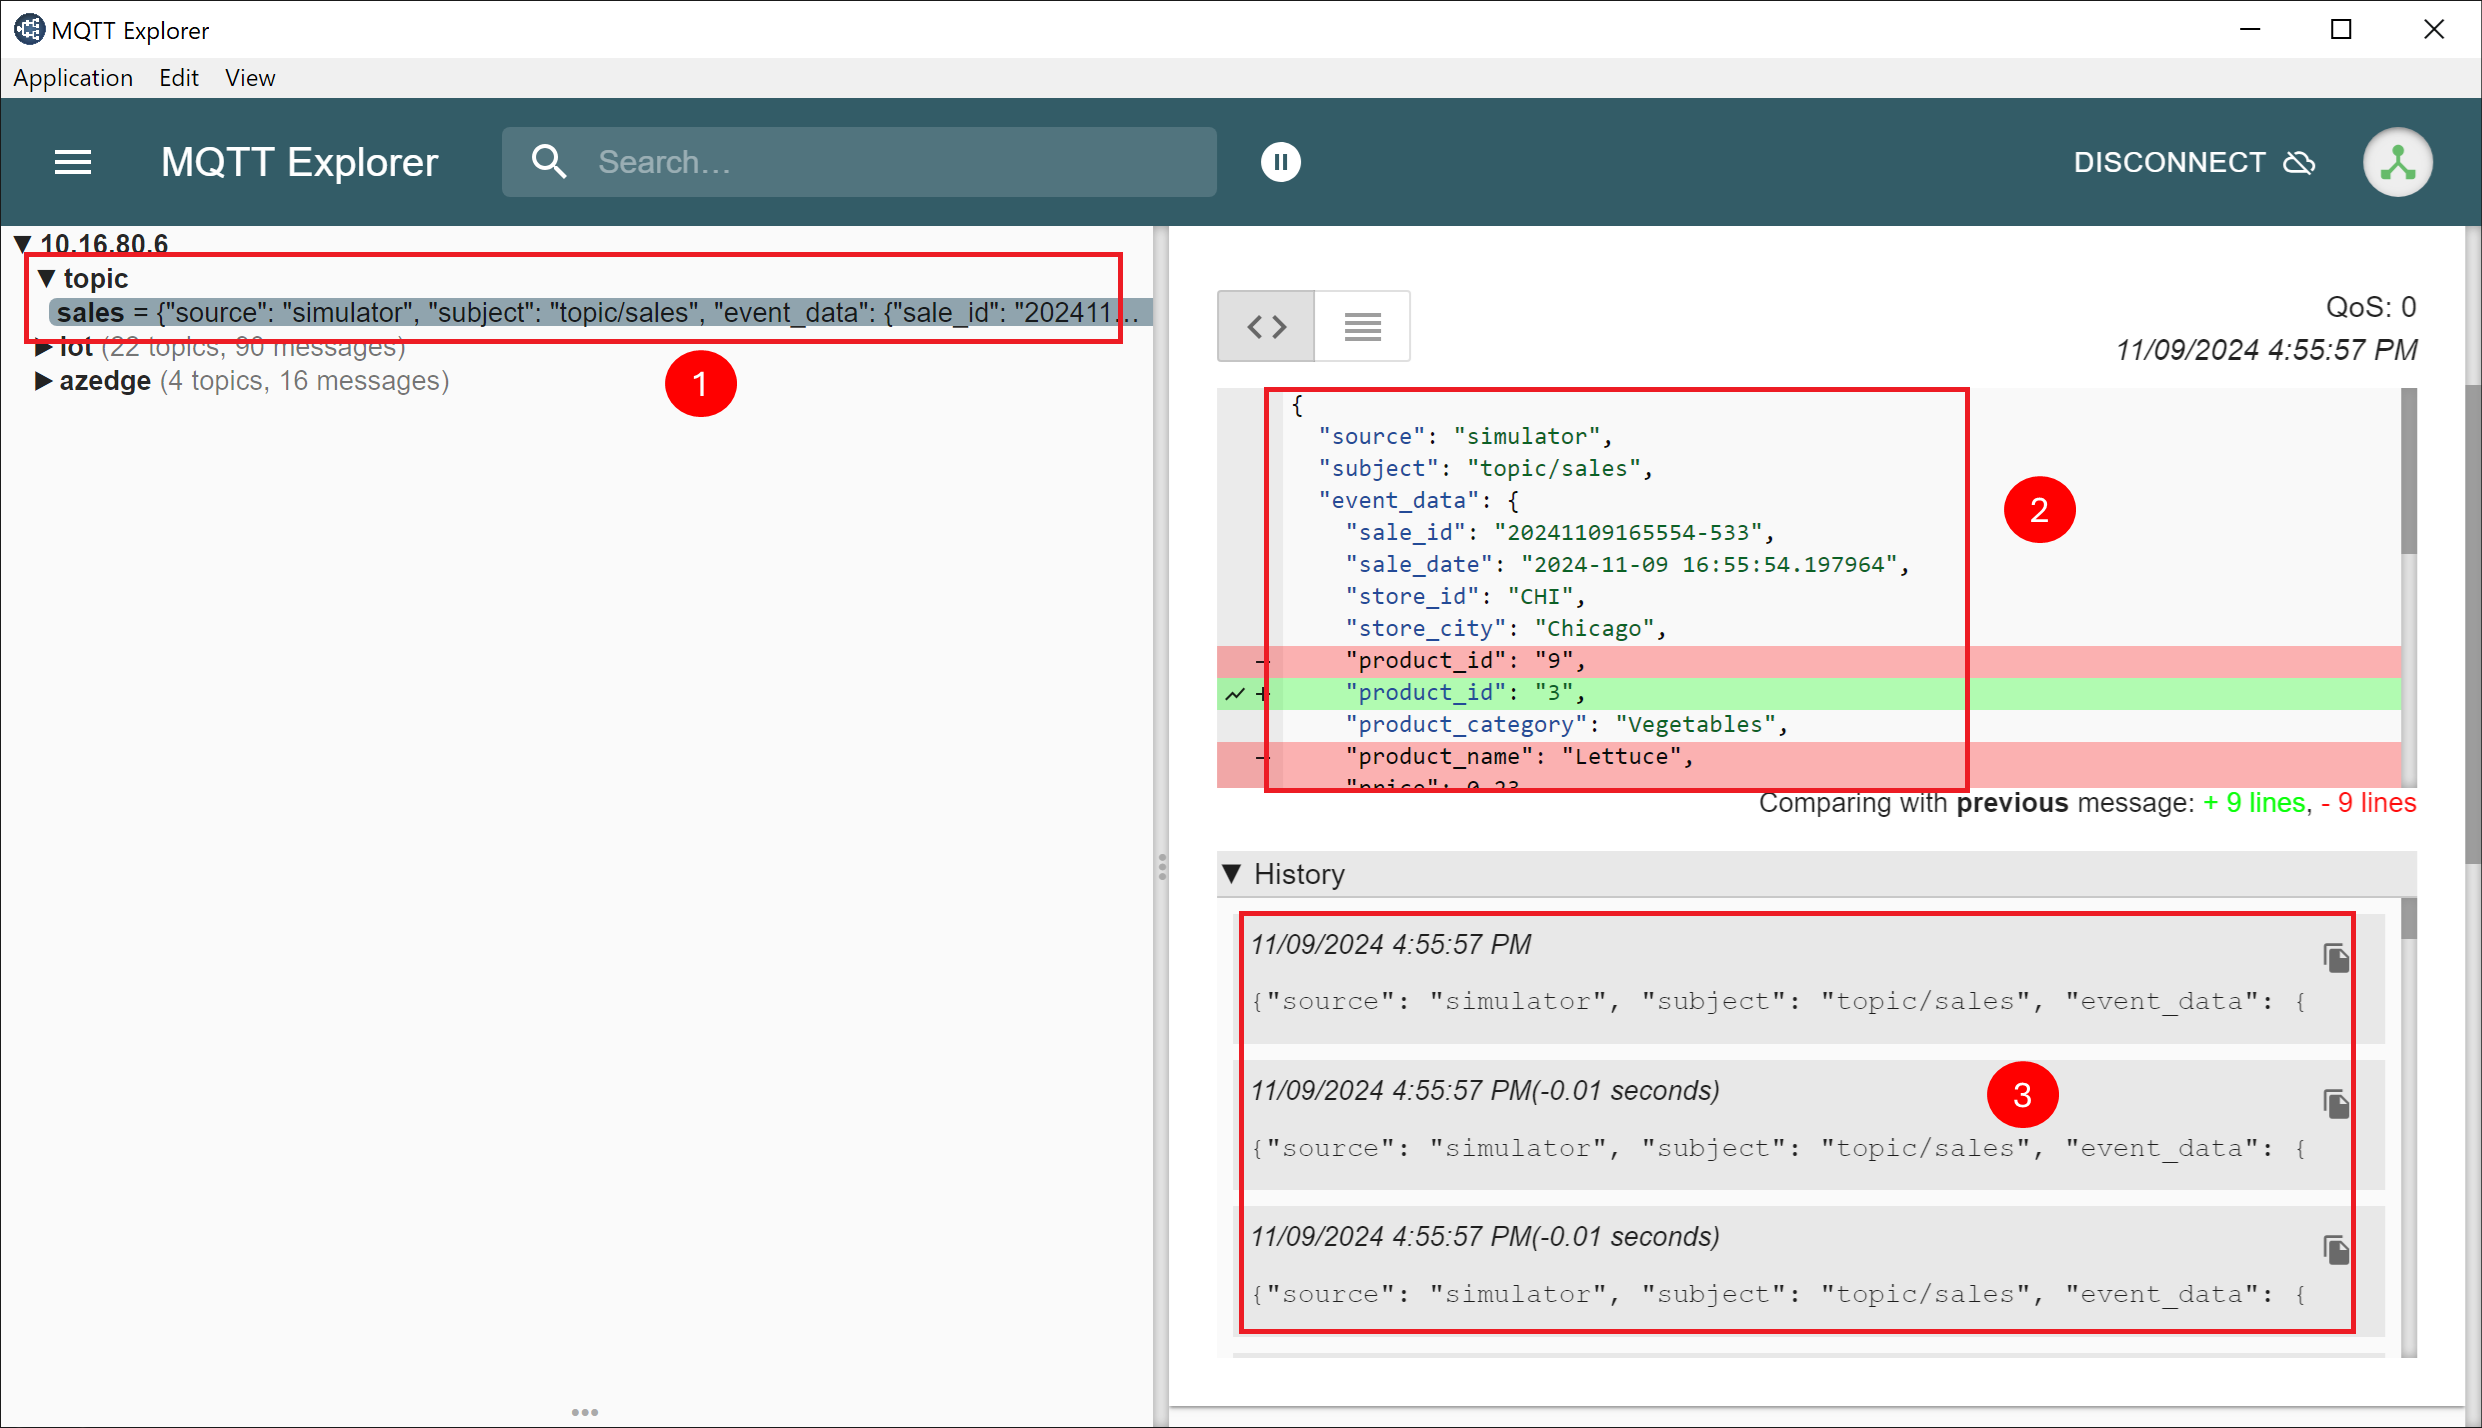 MQTT Explorer
Application Edit View
MQTT Explorer
Search...
DISCONNECT
▼ 10.16.80.6
▼ topic
sales = {"source": "simulator", "subject": "topic/sales", "event_data": {"sale_id": "202411...
▶ iot (22 topics, 90 messages)
▶ azedge (4 topics, 16 messages)
1
QoS: 0
11/09/2024 4:55:57 PM
{
"source": "simulator",
"subject": "topic/sales",
"event_data": {
"sale_id": "20241109165554-533",
"sale_date": "2024-11-09 16:55:54.197964",
"store_id": "CHI",
"store_city": "Chicago",
- "product_id": "9",
+ "product_id": "3",
"product_category": "Vegetables",
- "product_name": "Lettuce",
"price": 0.23
2
Comparing with previous message: + 9 lines, - 9 lines
▼ History
11/09/2024 4:55:57 PM
{"source": "simulator", "subject": "topic/sales", "event_data": {
11/09/2024 4:55:57 PM(-0.01 seconds)
3
{"source": "simulator", "subject": "topic/sales", "event_data": {
11/09/2024 4:55:57 PM(-0.01 seconds)
{"source": "simulator", "subject": "topic/sales", "event_data": {